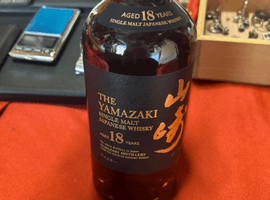 AGED 18 YEARS
SINGLE MALT JAPANESE WHISKY
山崎
THE
YAMAZAKI
SINGLE MALT
JAPANESE WHISKY
AGED 18 YEARS